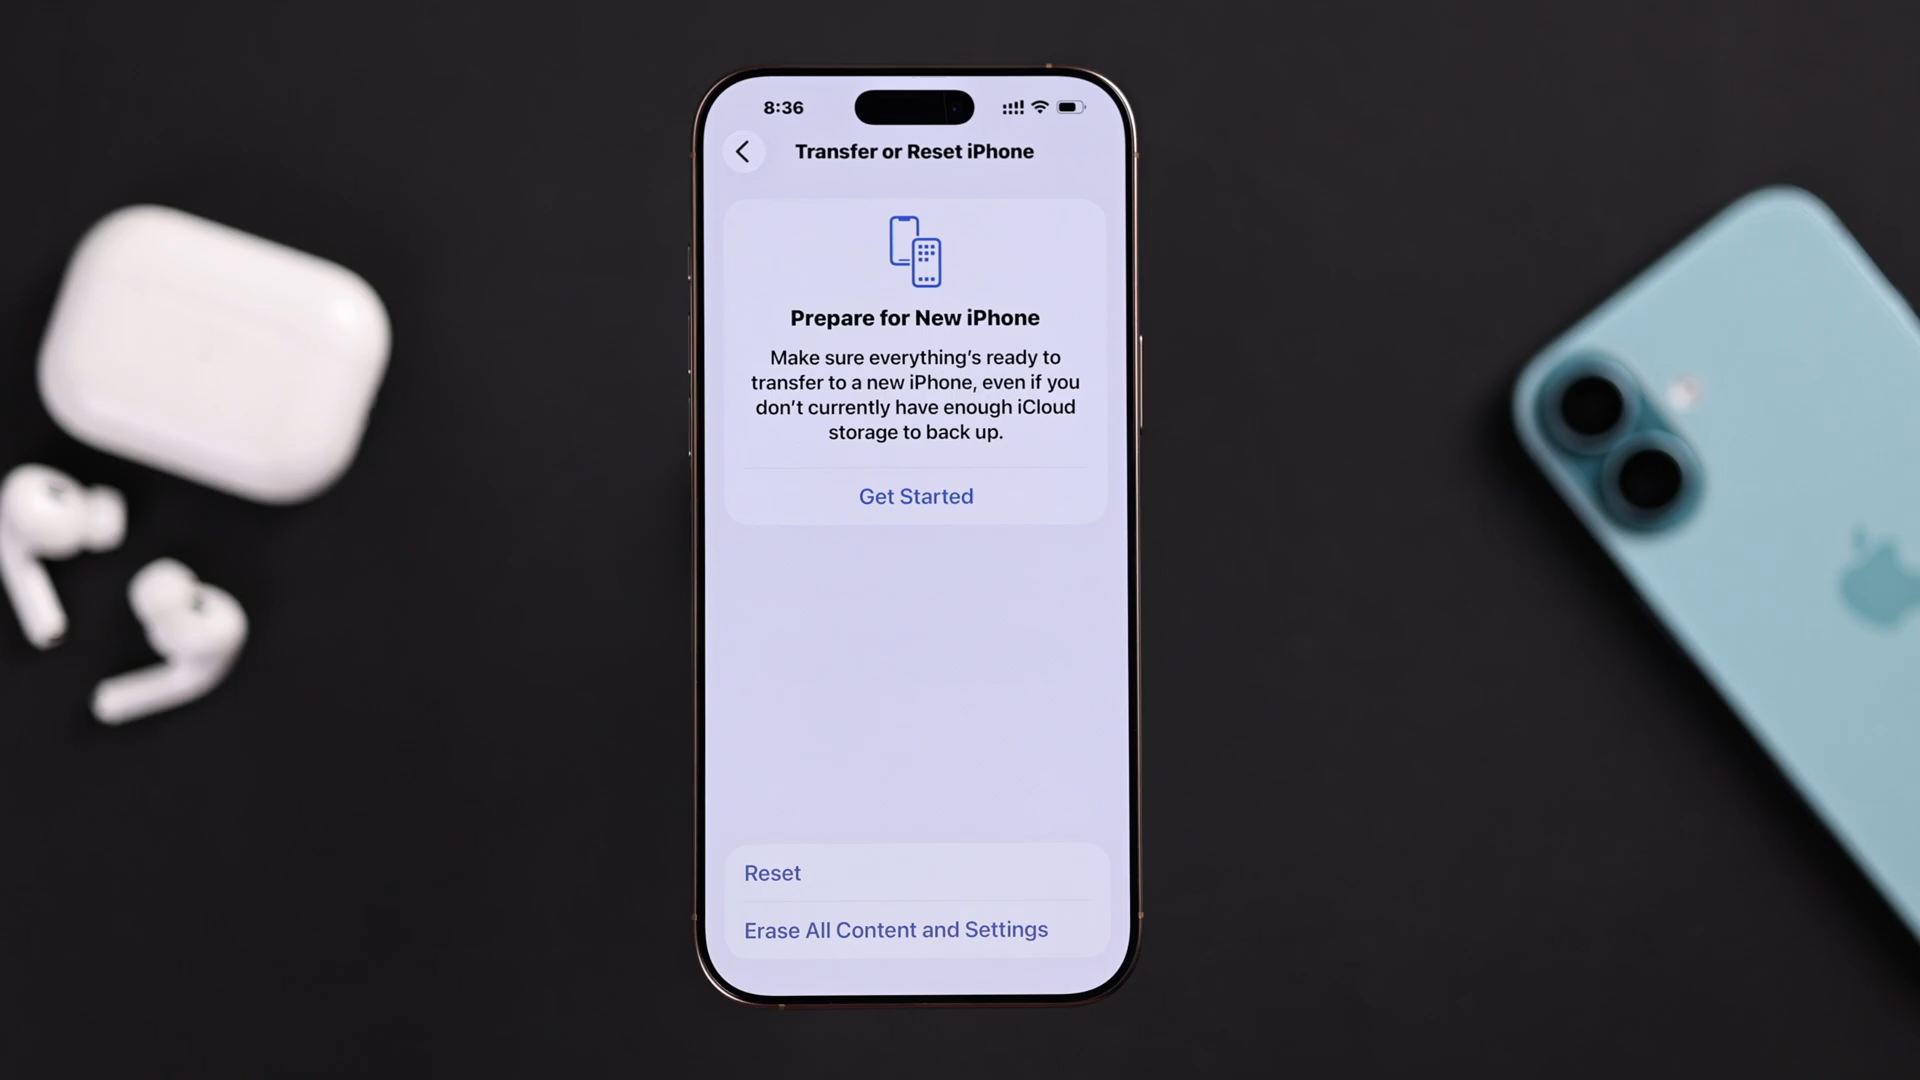 8:36
Transfer or Reset iPhone
Prepare for New iPhone
Make sure everything's ready to
transfer to a new iPhone, even if you
don't currently have enough iCloud
storage to back up.
Get Started
Reset
Erase All Content and Settings